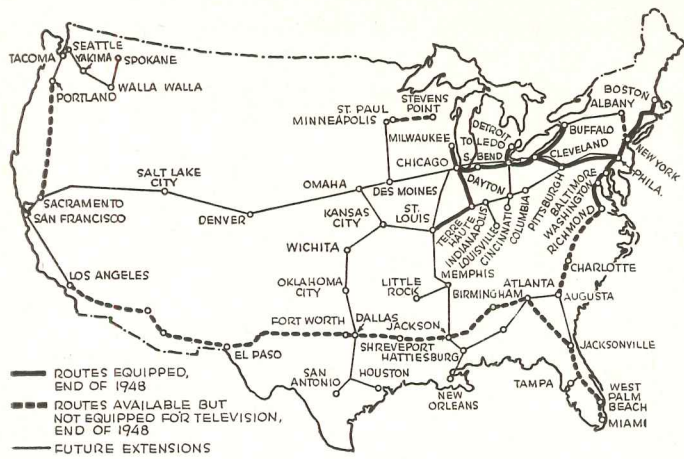 SEATTLE
TACOMA
YAKIMA
SPOKANE
WALLA WALLA
PORTLAND
ST. PAUL
MINNEAPOLIS
STEVENS
POINT
MILWAUKEE
CHICAGO
DETROIT
TOLEDO
S. BEND
BUFFALO
CLEVELAND
BOSTON
ALBANY
NEW YORK
PHILA.
SALT LAKE
CITY
OMAHA
DES MOINES
DAYTON
PITTSBURGH
BALTIMORE
WASHINGTON
RICHMOND
SACRAMENTO
SAN FRANCISCO
DENVER
KANSAS
CITY
ST.
LOUIS
TERRE
HAUTE
INDIANAPOLIS
LOUISVILLE
CINCINNATI
COLUMBIA
WICHITA
LOS ANGELES
OKLAHOMA
CITY
LITTLE
ROCK
MEMPHIS
BIRMINGHAM
ATLANTA
CHARLOTTE
AUGUSTA
FORT WORTH
DALLAS
JACKSON
EL PASO
SHREVEPORT
HATTIESBURG
JACKSONVILLE
SAN
ANTONIO
HOUSTON
NEW
ORLEANS
TAMPA
WEST
PALM
BEACH
MIAMI
ROUTES EQUIPPED,
END OF 1948
ROUTES AVAILABLE BUT
NOT EQUIPPED FOR TELEVISION,
END OF 1948
FUTURE EXTENSIONS